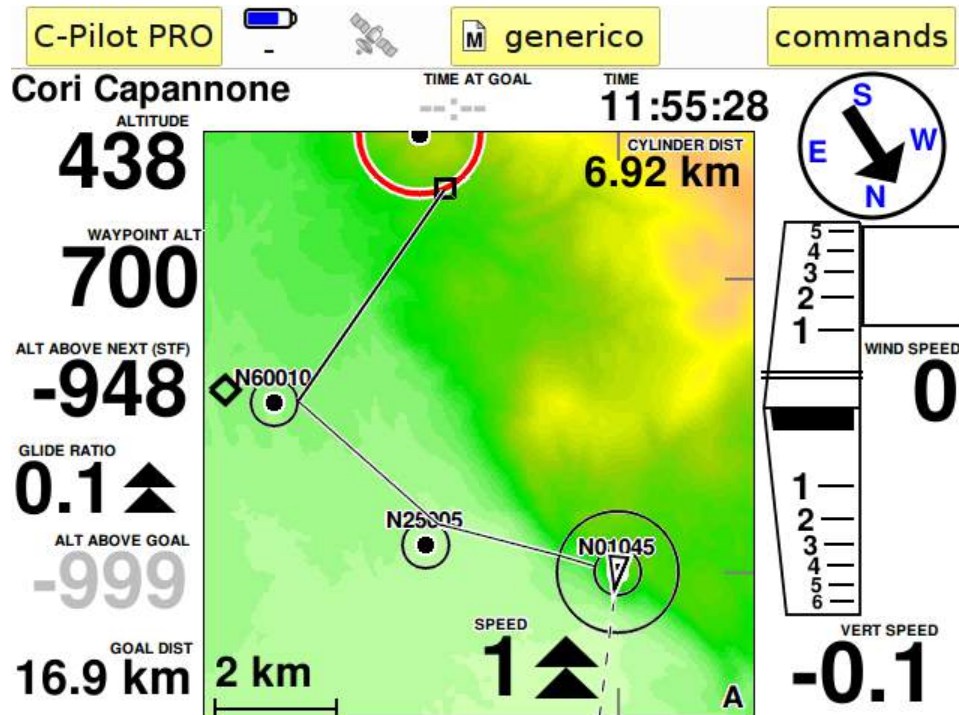 C-Pilot PRO
-
M generico
commands
Cori Capannone
TIME AT GOAL
--:-
TIME
11:55:28
ALTITUDE
438
CYLINDER DIST
6.92 km
S
E
W
N
WAYPOINT ALT
700
5
4
3
2
1
ALT ABOVE NEXT (STF)
-948
WIND SPEED
0
N60010
GLIDE RATIO
0.1
1
2
3
4
5
6
N25005
N01045
ALT ABOVE GOAL
-999
SPEED
1
VERT SPEED
-0.1
GOAL DIST
16.9 km
2 km
A